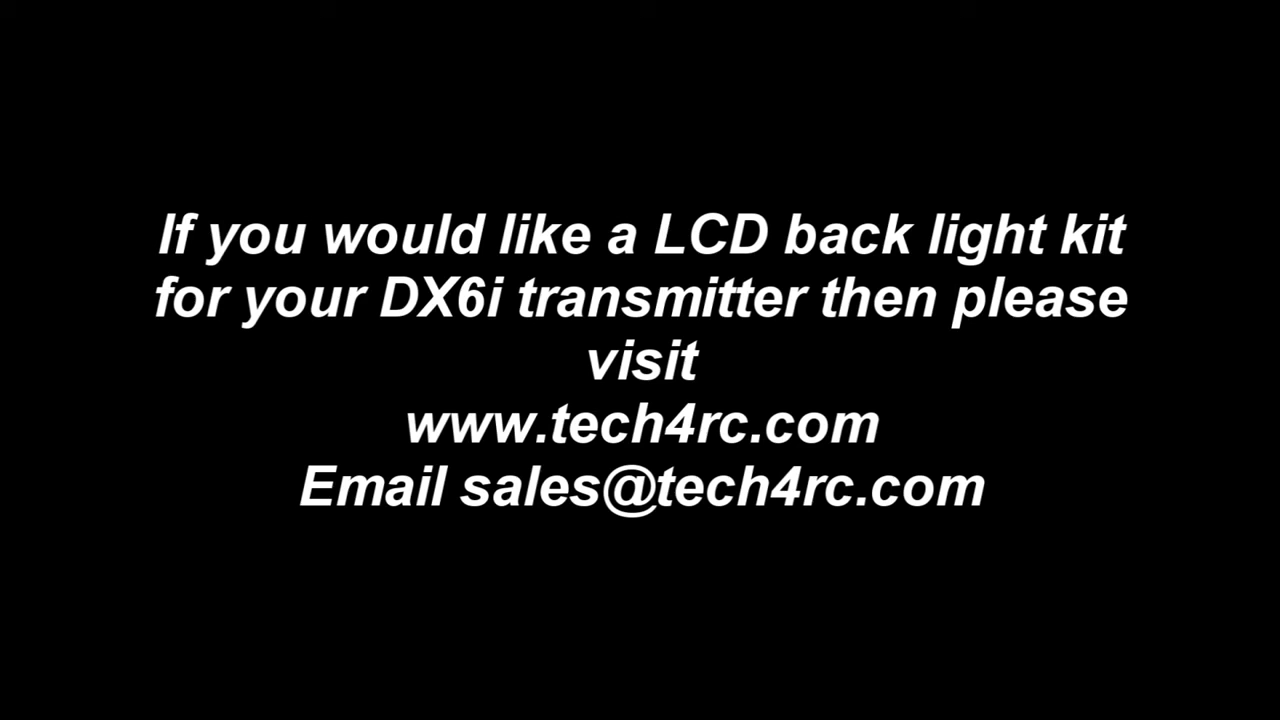 If you would like a LCD back light kit
for your DX6i transmitter then please
visit
www.tech4rc.com
Email sales@tech4rc.com